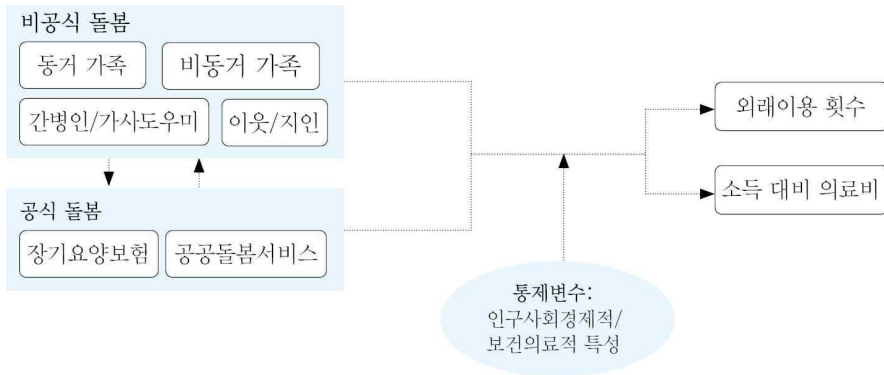 비공식 돌봄
동거 가족
비동거 가족
간병인/가사도우미
이웃/지인
공식 돌봄
장기요양보험
공공돌봄서비스
외래이용 횟수
소득 대비 의료비
통제변수:
인구사회경제적/
보건의료적 특성